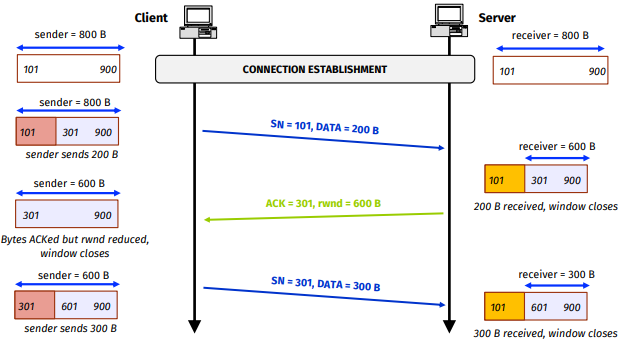 Client
Server
sender = 800 B
receiver = 800 B
101 900
CONNECTION ESTABLISHMENT
101 900
sender = 800 B
101 301 900
sender sends 200 B
SN = 101, DATA = 200 B
receiver = 600 B
101 301 900
200 B received, window closes
sender = 600 B
301 900
Bytes ACKed but rwnd reduced,
window closes
ACK = 301, rwnd = 600 B
sender = 600 B
301 601 900
sender sends 300 B
SN = 301, DATA = 300 B
receiver = 300 B
101 601 900
300 B received, window closes